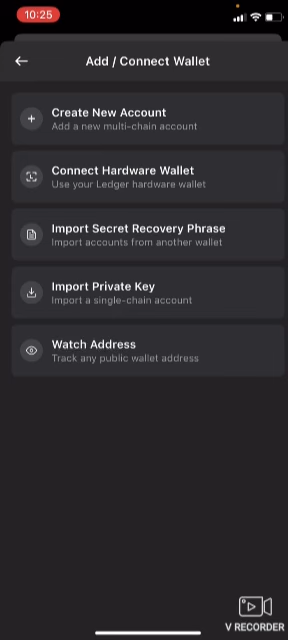 10:25
Add / Connect Wallet
Create New Account
Add a new multi-chain account
Connect Hardware Wallet
Use your Ledger hardware wallet
Import Secret Recovery Phrase
Import accounts from another wallet
Import Private Key
Import a single-chain account
Watch Address
Track any public wallet address
V RECORDER